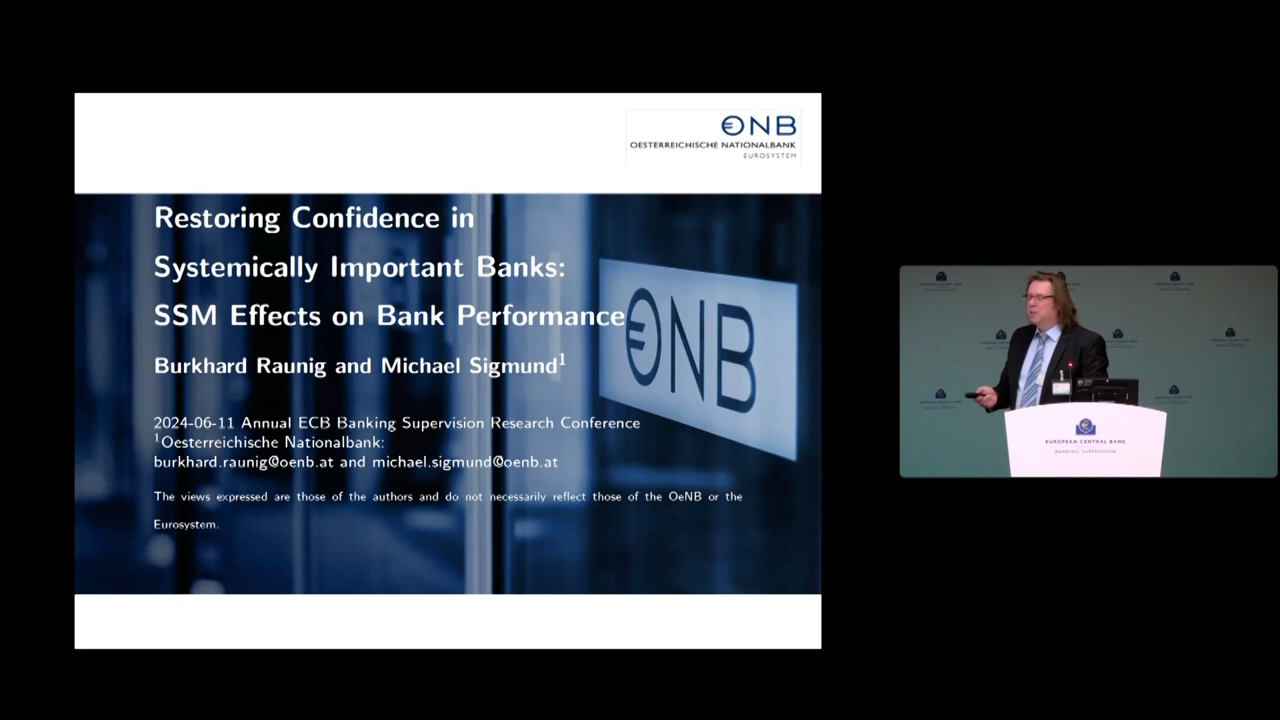 ONB
OESTERREICHISCHE NATIONALBANK
EUROSYSTEM
Restoring Confidence in
Systemically Important Banks:
SSM Effects on Bank Performance
ONB
Burkhard Raunig and Michael Sigmund1
2024-06-11 Annual ECB Banking Supervision Research Conference
1Oesterreichische Nationalbank:
burkhard.raunig@oenb.at and michael.sigmund@oenb.at
The views expressed are those of the authors and do not necessarily reflect those of the OeNB or the
Eurosystem.
EUROPEAN CENTRAL BANK
BANKING SUPERVISION